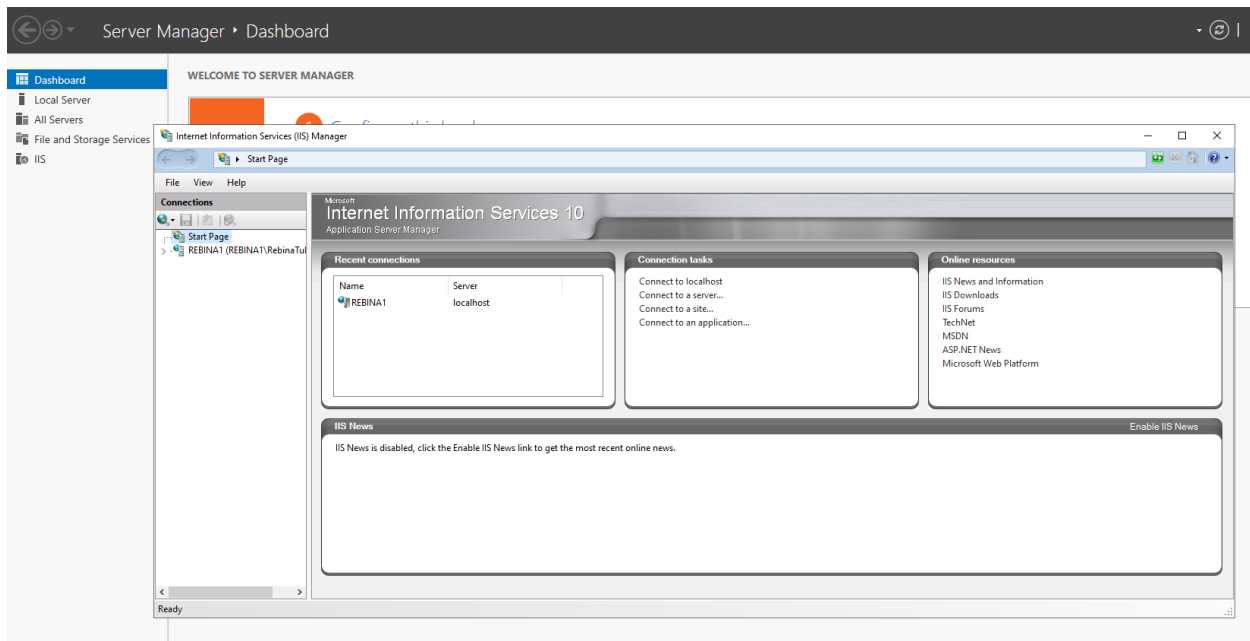 Server Manager ‣ Dashboard
Dashboard
Local Server
All Servers
File and Storage Services
IIS
WELCOME TO SERVER MANAGER
Internet Information Services (IIS) Manager
Start Page
File View Help
Connections
Start Page
REBINA1 (REBINA1\RebinaTul
Microsoft
Internet Information Services 10
Application Server Manager
Recent connections
Name Server
REBINA1 localhost
Connection tasks
Connect to localhost
Connect to a server...
Connect to a site...
Connect to an application...
Online resources
IIS News and Information
IIS Downloads
IIS Forums
TechNet
MSDN
ASP.NET News
Microsoft Web Platform
IIS News Enable IIS News
IIS News is disabled, click the Enable IIS News link to get the most recent online news.
Ready